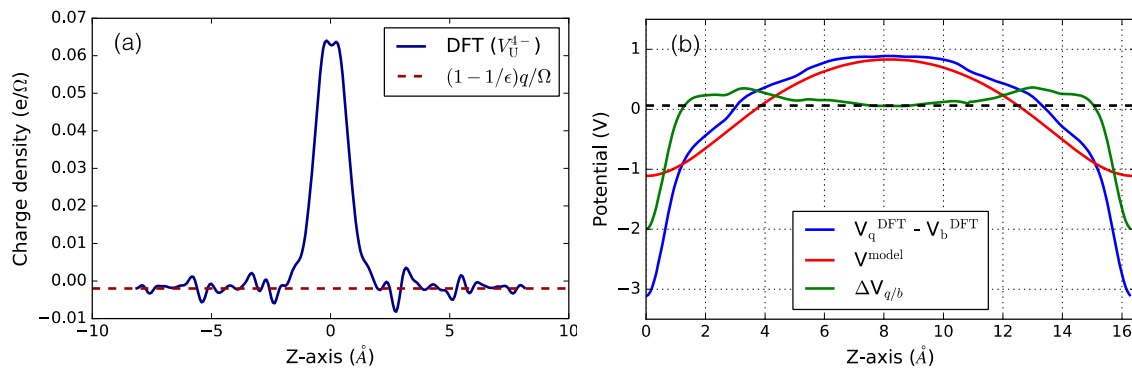 (a)
DFT (V_U^{4−})
(1 − 1/ϵ)q/Ω
0.07
0.06
0.05
0.04
0.03
0.02
0.01
0.00
−0.01
Charge density (e/Ω)
−10
−5
0
5
10
Z-axis (Å)
(b)
1
0
−1
−2
−3
Potential (V)
V_q^{DFT} - V_b^{DFT}
V^{model}
ΔV_{q/b}
0
2
4
6
8
10
12
14
16
Z-axis (Å)